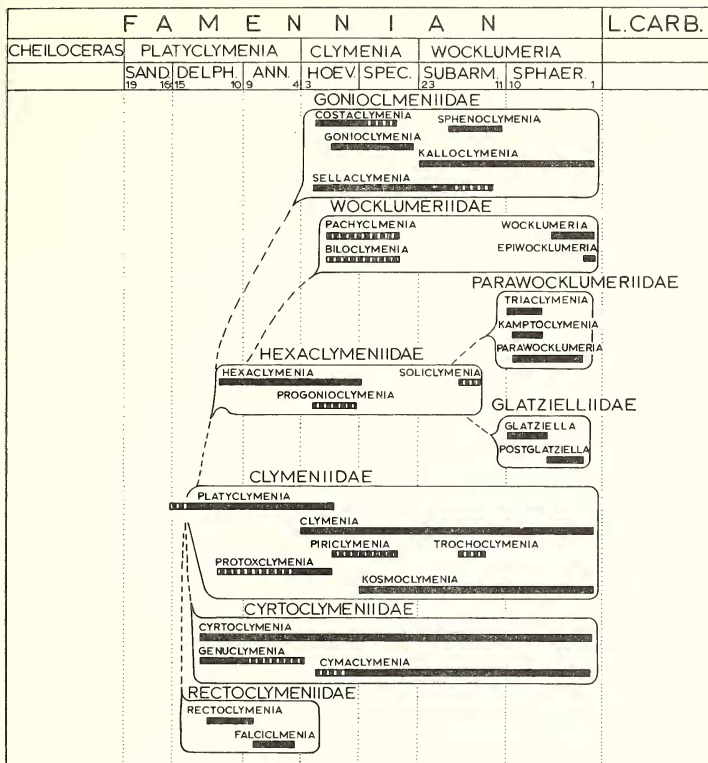 FAMENNIAN L.CARB.
CHEILOCERAS PLATYCLYMENIA CLYMENIA WOCKLUMERIA
SAND. DELPH. ANN. HOEV. SPEC. SUBARM. SPHAER.
19 16 15 10 9 4 3 23 11 10 1
GONIOCLMENIIDAE
COSTACLYMENIA SPHENOCLYMENIA
GONIOCLYMENIA
KALLOCLYMENIA
SELLACLYMENIA
WOCKLUMERIIDAE
PACHYCLMENIA WOCKLUMERIA
BILOCLYMENIA EPIWOCKLUMERIA
PARAWOCKLUMERIIDAE
TRIACLYMENIA
KAMPTOCLYMENIA
PARAWOCKLUMERIA
HEXACLYMENIIDAE
HEXACLYMENIA SOLICLYMENIA
PROGONIOCLYMENIA
GLATZIELLIIDAE
GLATZIELLA
POSTGLATZIELLA
CLYMENIIDAE
PLATYCLYMENIA
CLYMENIA
PIRICLYMENIA TROCHOCLYMENIA
PROTOXCLYMENIA
KOSMOCLYMENIA
CYRTOCLYMENIIDAE
CYRTOCLYMENIA
GENUCLYMENIA CYMACLYMENIA
RECTOCLYMENIIDAE
RECTOCLYMENIA
FALCICLMENIA